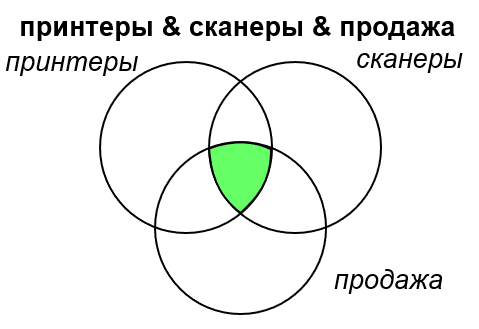 принтеры & сканеры & продажа
принтеры
сканеры
продажа